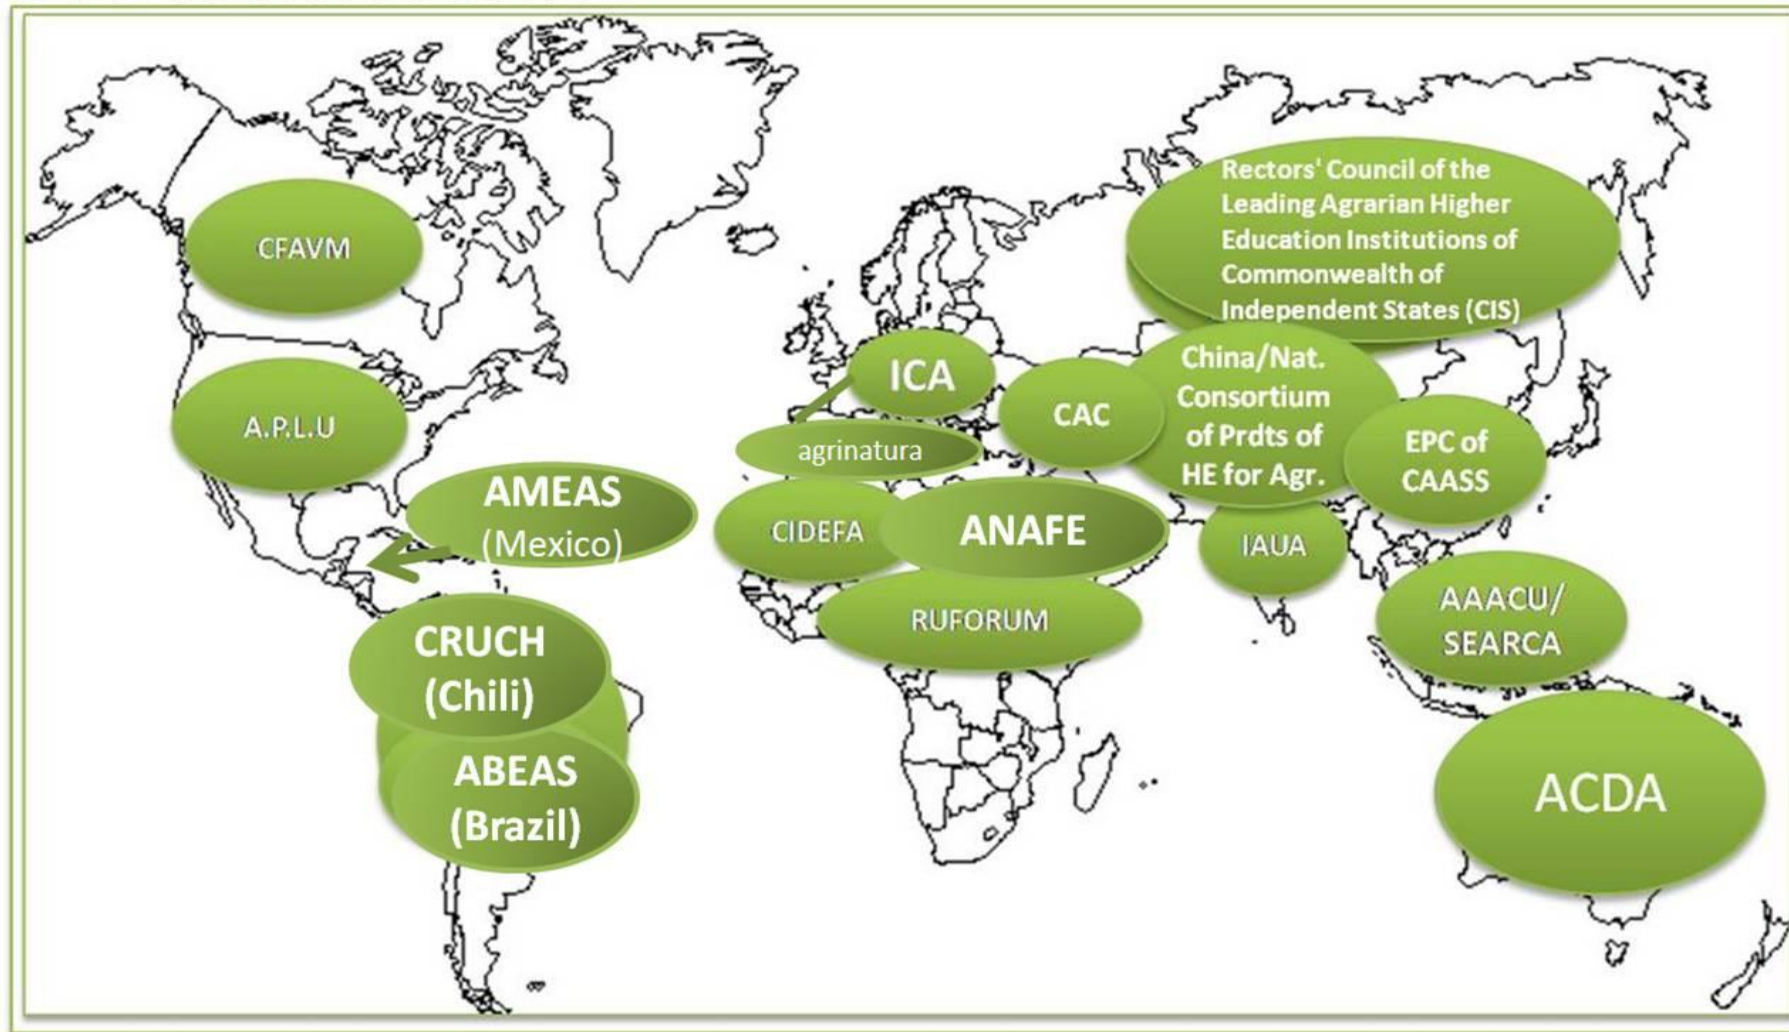 CFAVM
A.P.L.U
AMEAS
(Mexico)
CRUCH
(Chili)
ABEAS
(Brazil)
ICA
agrinatura
CIDEFA
ANAFE
RUFORUM
CAC
Rectors' Council of the
Leading Agrarian Higher
Education Institutions of
Commonwealth of
Independent States (CIS)
China/Nat.
Consortium
of Prdts of
HE for Agr.
EPC of
CAASS
IAUA
AAACU/
SEARCA
ACDA